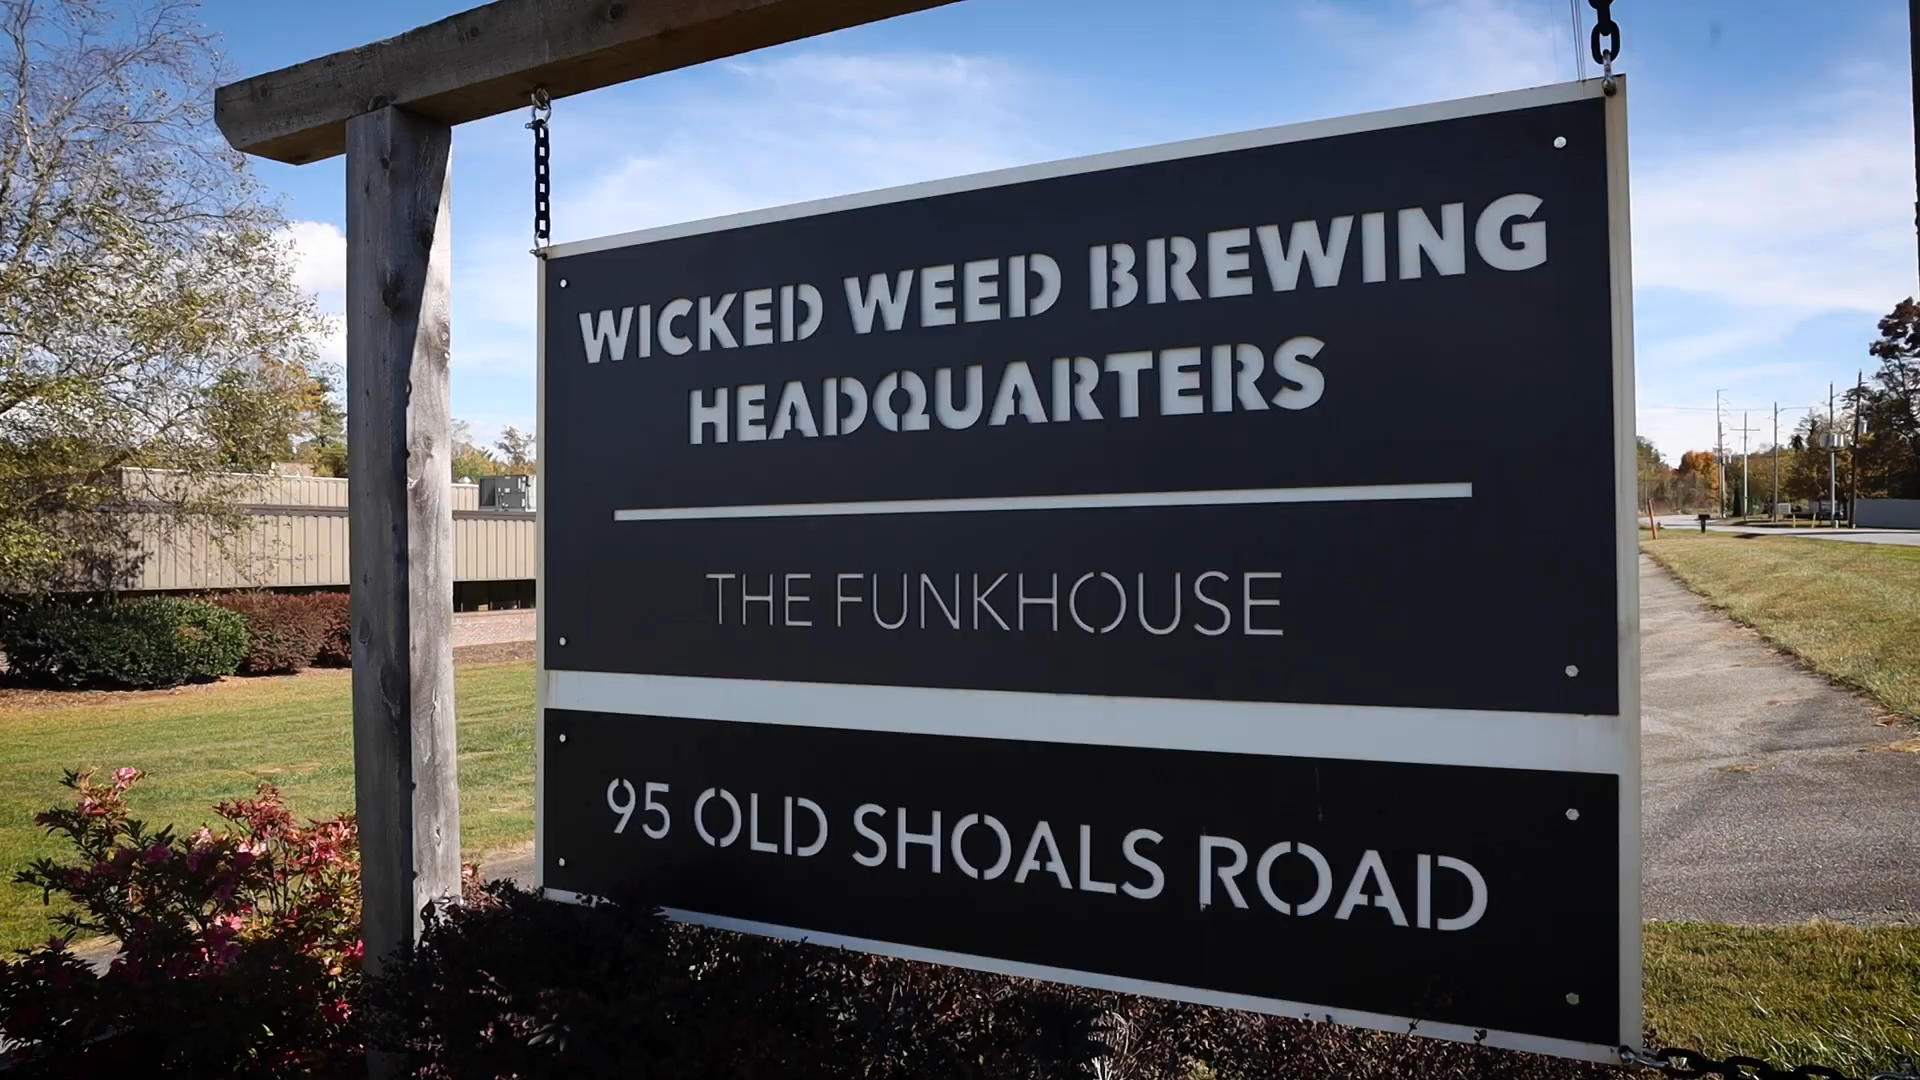 WICKED WEED BREWING
HEADQUARTERS
THE FUNKHOUSE
95 OLD SHOALS ROAD